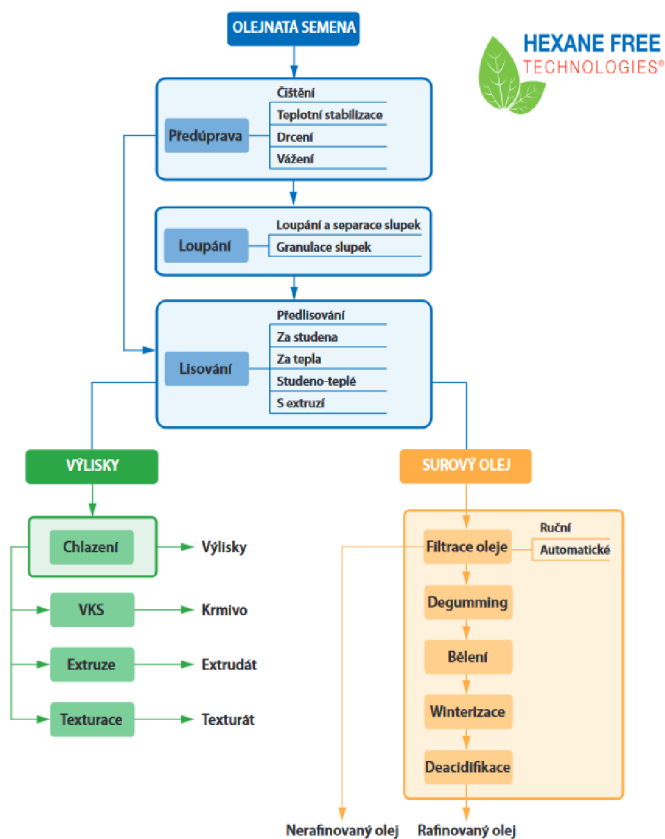 OLEJNATÁ SEMENA
HEXANE FREE
TECHNOLOGIES®
Předúprava
Čištění
Teplotní stabilizace
Drcení
Vážení
Loupání
Loupání a separace slupek
Granulace slupek
Lisování
Předlisování
Za studena
Za tepla
Studeno-teplé
S extruzí
VÝLISKY
Chlazení
Výlisky
VKS
Krmivo
Extruze
Extrudát
Texturace
Texturát
SUROVÝ OLEJ
Filtrace oleje
Ruční
Automatické
Degumming
Bělení
Winterizace
Deacidifikace
Nerafinovaný olej
Rafinovaný olej